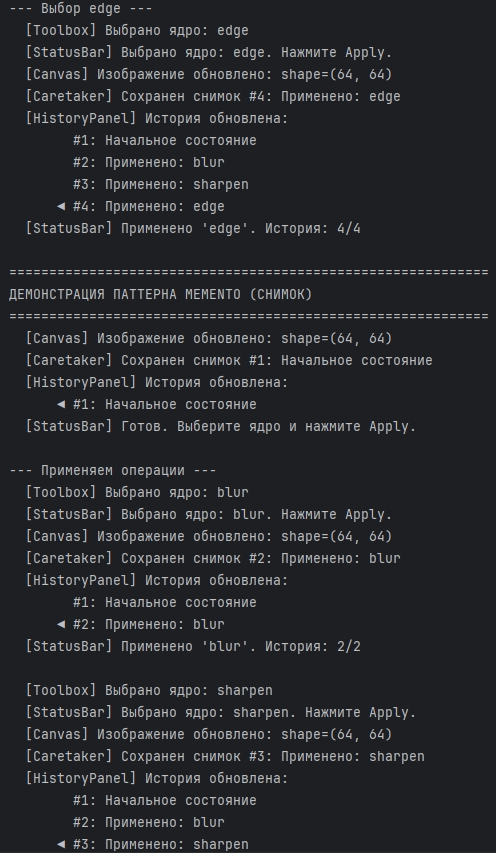 --- Выбор edge ---
[Toolbox] Выбрано ядро: edge
[StatusBar] Выбрано ядро: edge. Нажмите Apply.
[Canvas] Изображение обновлено: shape=(64, 64)
[Caretaker] Сохранен снимок #4: Применено: edge
[HistoryPanel] История обновлена:
#1: Начальное состояние
#2: Применено: blur
#3: Применено: sharpen
◄ #4: Применено: edge
[StatusBar] Применено 'edge'. История: 4/4
============================================================
ДЕМОНСТРАЦИЯ ПАТТЕРНА MEMENTO (СНИМОК)
============================================================
[Canvas] Изображение обновлено: shape=(64, 64)
[Caretaker] Сохранен снимок #1: Начальное состояние
[HistoryPanel] История обновлена:
◄ #1: Начальное состояние
[StatusBar] Готов. Выберите ядро и нажмите Apply.
--- Применяем операции ---
[Toolbox] Выбрано ядро: blur
[StatusBar] Выбрано ядро: blur. Нажмите Apply.
[Canvas] Изображение обновлено: shape=(64, 64)
[Caretaker] Сохранен снимок #2: Применено: blur
[HistoryPanel] История обновлена:
#1: Начальное состояние
◄ #2: Применено: blur
[StatusBar] Применено 'blur'. История: 2/2
[Toolbox] Выбрано ядро: sharpen
[StatusBar] Выбрано ядро: sharpen. Нажмите Apply.
[Canvas] Изображение обновлено: shape=(64, 64)
[Caretaker] Сохранен снимок #3: Применено: sharpen
[HistoryPanel] История обновлена:
#1: Начальное состояние
#2: Применено: blur
◄ #3: Применено: sharpen